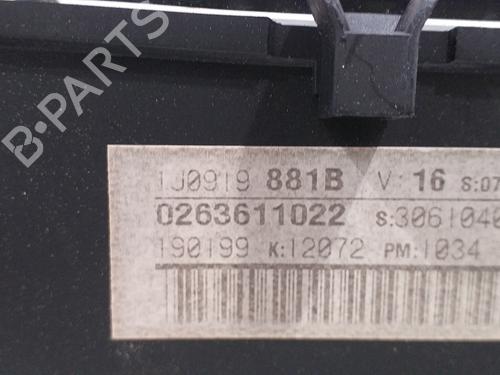 B-PARTS
1J0919 881B V: 16 S:07
0263611022 S:3061040
190199 K:12072 PM:1034